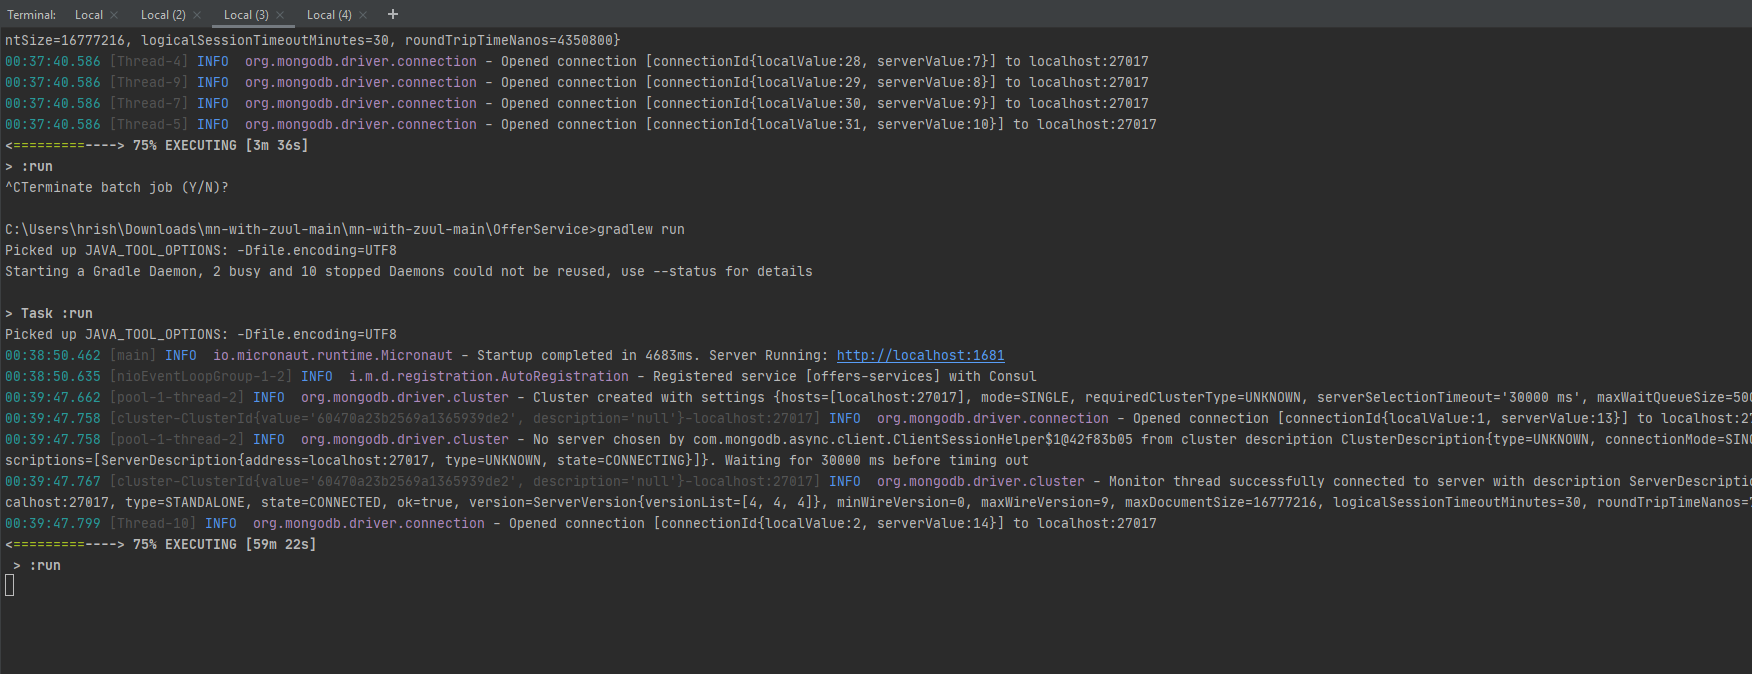 Terminal: Local × Local (2) × Local (3) × Local (4) × +
ntSize=16777216, logicalSessionTimeoutMinutes=30, roundTripTimeNanos=4350800}
00:37:40.586 [Thread-4] INFO  org.mongodb.driver.connection - Opened connection [connectionId{localValue:28, serverValue:7}] to localhost:27017
00:37:40.586 [Thread-9] INFO  org.mongodb.driver.connection - Opened connection [connectionId{localValue:29, serverValue:8}] to localhost:27017
00:37:40.586 [Thread-7] INFO  org.mongodb.driver.connection - Opened connection [connectionId{localValue:30, serverValue:9}] to localhost:27017
00:37:40.586 [Thread-5] INFO  org.mongodb.driver.connection - Opened connection [connectionId{localValue:31, serverValue:10}] to localhost:27017
<=========----> 75% EXECUTING [3m 36s]
> :run
^CTerminate batch job (Y/N)?
C:\Users\hrish\Downloads\mn-with-zuul-main\mn-with-zuul-main\OfferService>gradlew run
Picked up JAVA_TOOL_OPTIONS: -Dfile.encoding=UTF8
Starting a Gradle Daemon, 2 busy and 10 stopped Daemons could not be reused, use --status for details
> Task :run
Picked up JAVA_TOOL_OPTIONS: -Dfile.encoding=UTF8
00:38:50.462 [main] INFO  io.micronaut.runtime.Micronaut - Startup completed in 4683ms. Server Running: http://localhost:1681
00:38:50.635 [nioEventLoopGroup-1-2] INFO  i.m.d.registration.AutoRegistration - Registered service [offers-services] with Consul
00:39:47.662 [pool-1-thread-2] INFO  org.mongodb.driver.cluster - Cluster created with settings {hosts=[localhost:27017], mode=SINGLE, requiredClusterType=UNKNOWN, serverSelectionTimeout='30000 ms', maxWaitQueueSize=500
00:39:47.758 [cluster-ClusterId{value='60470a23b2569a1365939de2', description='null'}-localhost:27017] INFO  org.mongodb.driver.connection - Opened connection [connectionId{localValue:1, serverValue:13}] to localhost:27
00:39:47.758 [pool-1-thread-2] INFO  org.mongodb.driver.cluster - No server chosen by com.mongodb.async.client.ClientSessionHelper$1@42f83b05 from cluster description ClusterDescription{type=UNKNOWN, connectionMode=SING
scriptions=[ServerDescription{address=localhost:27017, type=UNKNOWN, state=CONNECTING}]}. Waiting for 30000 ms before timing out
00:39:47.767 [cluster-ClusterId{value='60470a23b2569a1365939de2', description='null'}-localhost:27017] INFO  org.mongodb.driver.cluster - Monitor thread successfully connected to server with description ServerDescriptio
calhost:27017, type=STANDALONE, state=CONNECTED, ok=true, version=ServerVersion{versionList=[4, 4, 4]}, minWireVersion=0, maxWireVersion=9, maxDocumentSize=16777216, logicalSessionTimeoutMinutes=30, roundTripTimeNanos=
00:39:47.799 [Thread-10] INFO  org.mongodb.driver.connection - Opened connection [connectionId{localValue:2, serverValue:14}] to localhost:27017
<=========----> 75% EXECUTING [59m 22s]
> :run